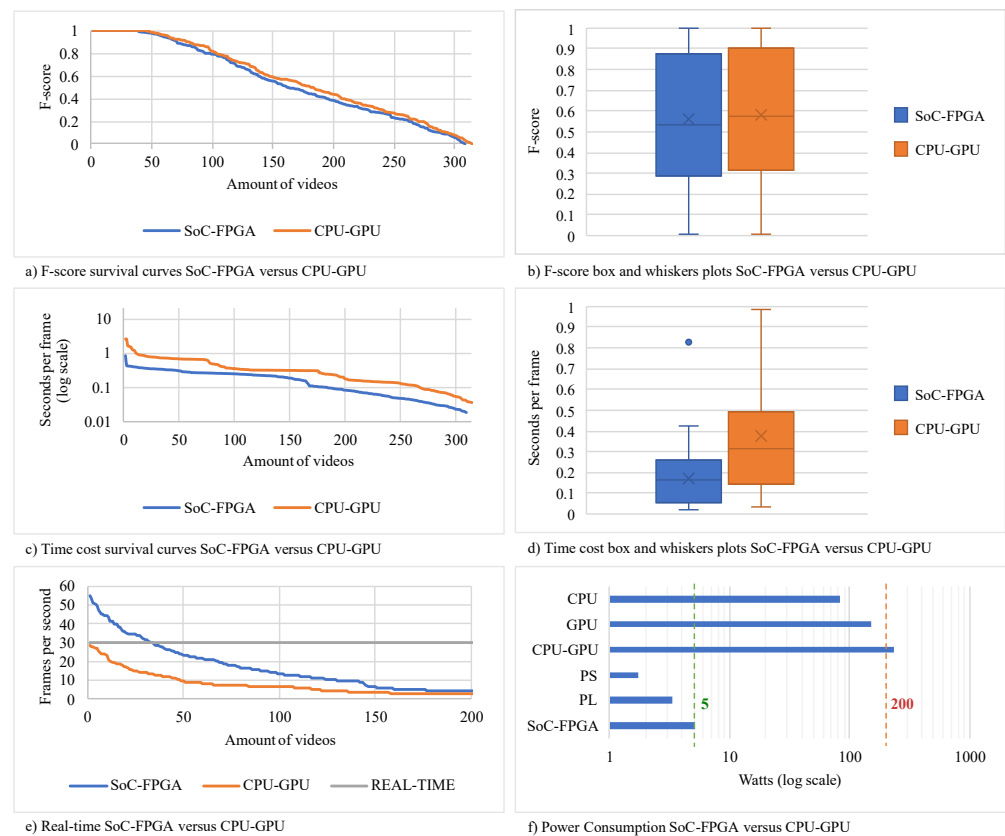 1
0.8
0.6
0.4
0.2
0
F-score
0 50 100 150 200 250 300
Amount of videos
SoC-FPGA CPU-GPU
a) F-score survival curves SoC-FPGA versus CPU-GPU
1
0.9
0.8
0.7
0.6
0.5
0.4
0.3
0.2
0.1
0
F-score
SoC-FPGA
CPU-GPU
b) F-score box and whiskers plots SoC-FPGA versus CPU-GPU
10
1
0.1
0.01
Seconds per frame
(log scale)
0 50 100 150 200 250 300
Amount of videos
SoC-FPGA CPU-GPU
c) Time cost survival curves SoC-FPGA versus CPU-GPU
1
0.9
0.8
0.7
0.6
0.5
0.4
0.3
0.2
0.1
0
Seconds per frame
SoC-FPGA
CPU-GPU
d) Time cost box and whiskers plots SoC-FPGA versus CPU-GPU
60
50
40
30
20
10
0
Frames per second
0 50 100 150 200
Amount of videos
SoC-FPGA CPU-GPU REAL-TIME
e) Real-time SoC-FPGA versus CPU-GPU
CPU
GPU
CPU-GPU
PS
PL
SoC-FPGA
5
200
1 10 100 1000
Watts (log scale)
f) Power Consumption SoC-FPGA versus CPU-GPU